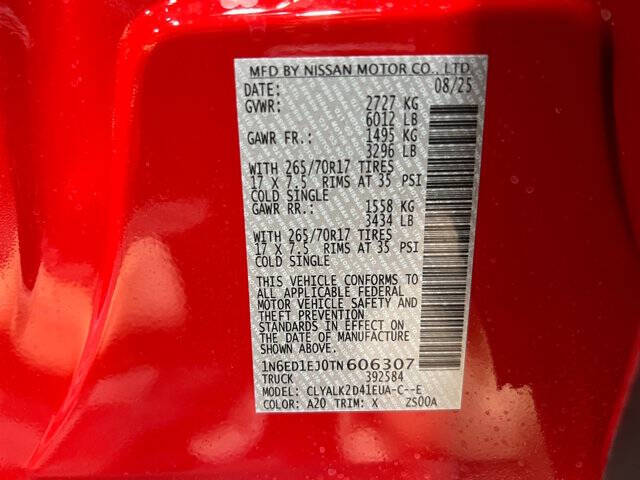 MFD BY NISSAN MOTOR CO., LTD.
DATE: 08/25
GVWR: 2727 KG
6012 LB
GAWR FR.: 1495 KG
3296 LB
WITH 265/70R17 TIRES
17 X 7.5 RIMS AT 35 PSI
COLD SINGLE
GAWR RR.: 1558 KG
3434 LB
WITH 265/70R17 TIRES
17 X 7.5 RIMS AT 35 PSI
COLD SINGLE
THIS VEHICLE CONFORMS TO
ALL APPLICABLE FEDERAL
MOTOR VEHICLE SAFETY AND
THEFT PREVENTION
STANDARDS IN EFFECT ON
THE DATE OF MANUFACTURE
SHOWN ABOVE.
1N6ED1EJ0TN606307
TRUCK 392584
MODEL: CLYALK2D41EUA-C--E
COLOR: A20 TRIM: X ZS00A